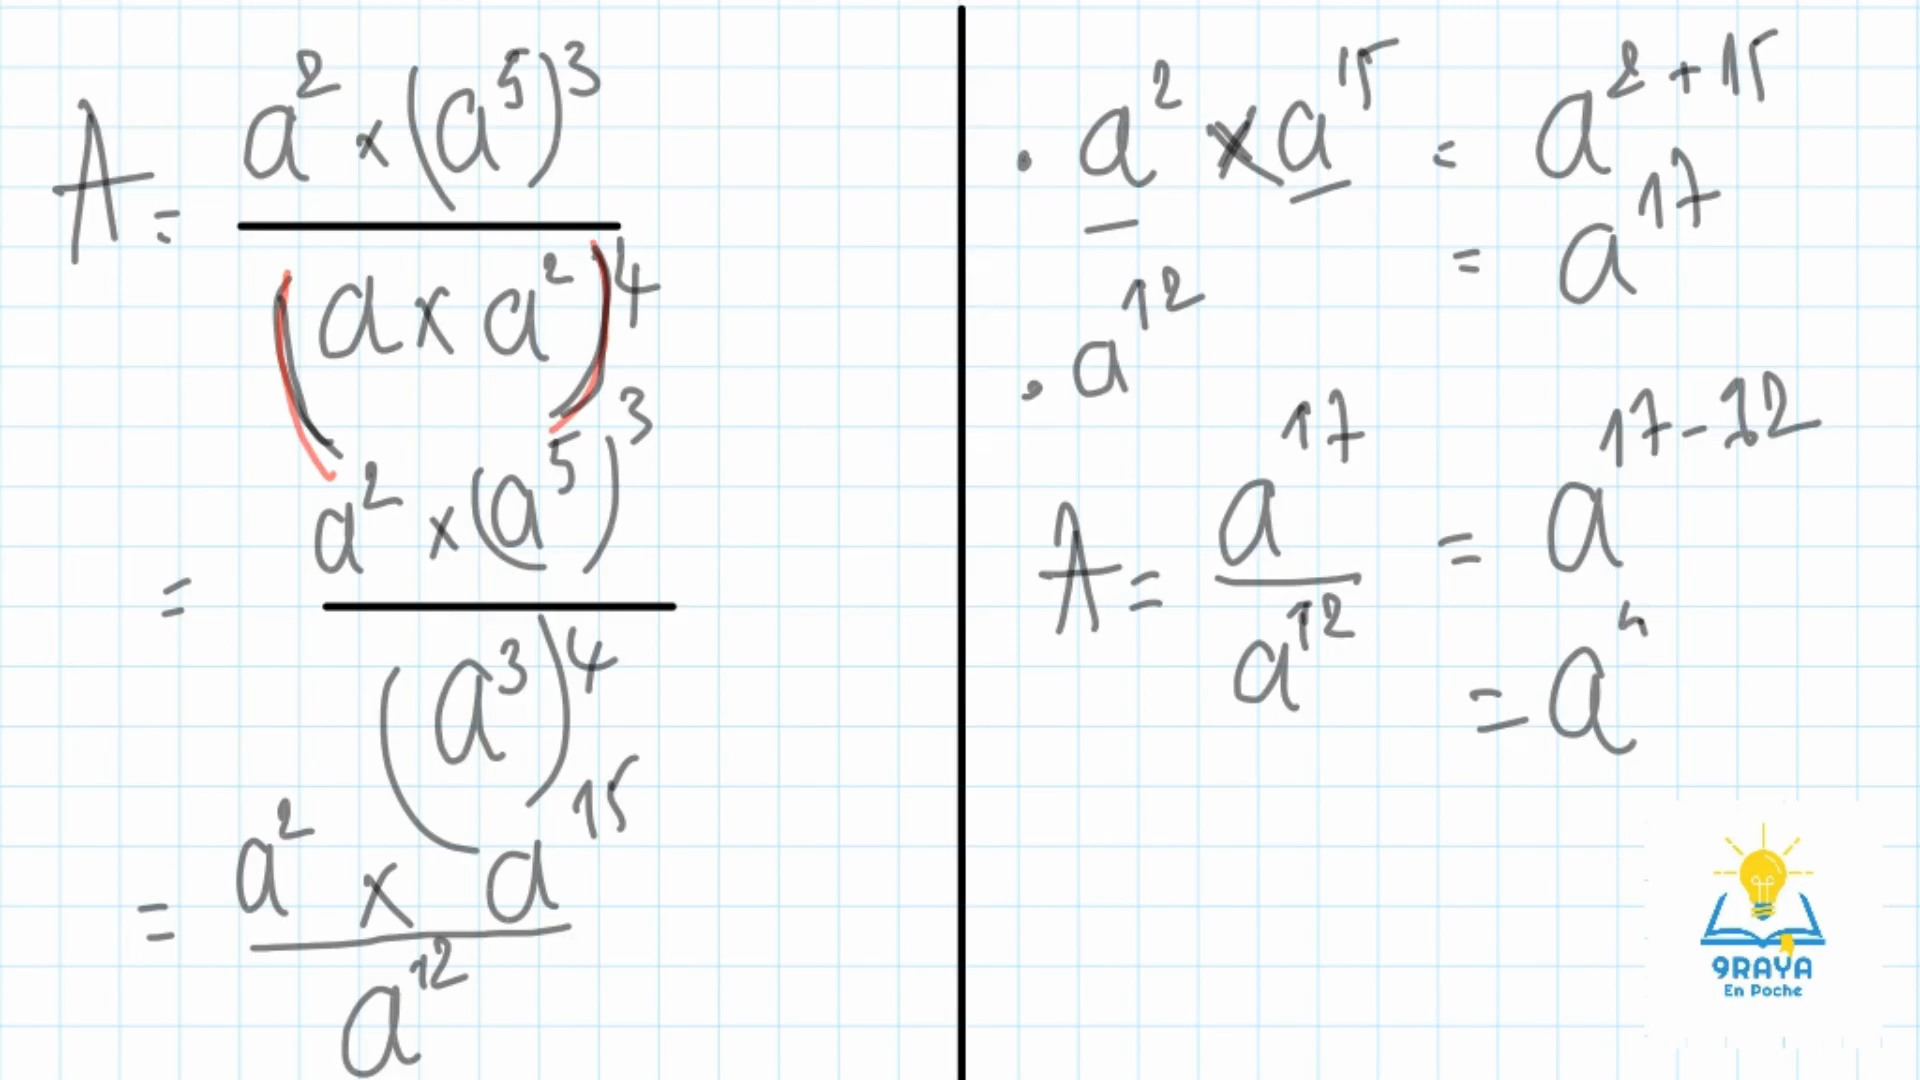 A = a² × (a⁵)³
(a × a²)⁴
= a² × (a⁵)³
(a³)⁴
= a² × a¹⁵
a¹²
. a² × a¹⁵ = a²⁺¹⁵
= a¹⁷
. a¹²
A = a¹⁷ = a¹⁷⁻¹²
a¹²
= a
9RAYA
En Poche